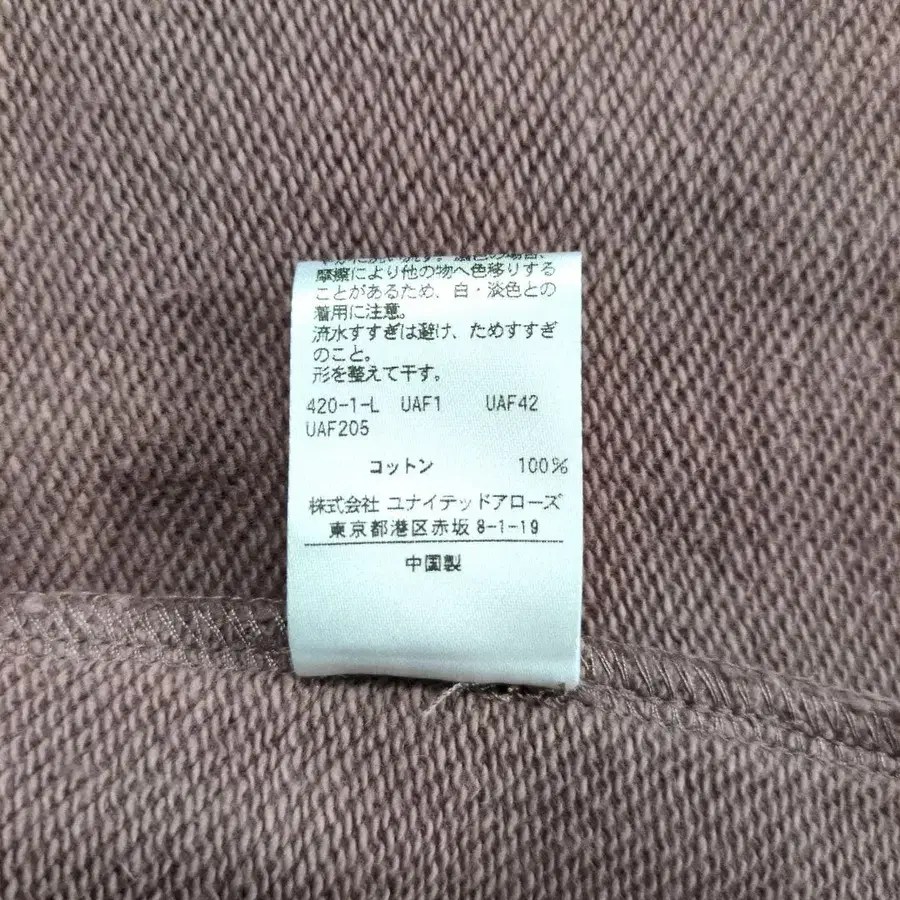 摩擦により他の物へ色移りする
ことがあるため、白・淡色との
着用に注意。
流水すすぎは避け、ためすすぎ
のこと。
形を整えて干す。
420-1-L UAF1 UAF42
UAF205
コットン 100%
株式会社 ユナイテッドアローズ
東京都港区赤坂 8-1-19
中国製